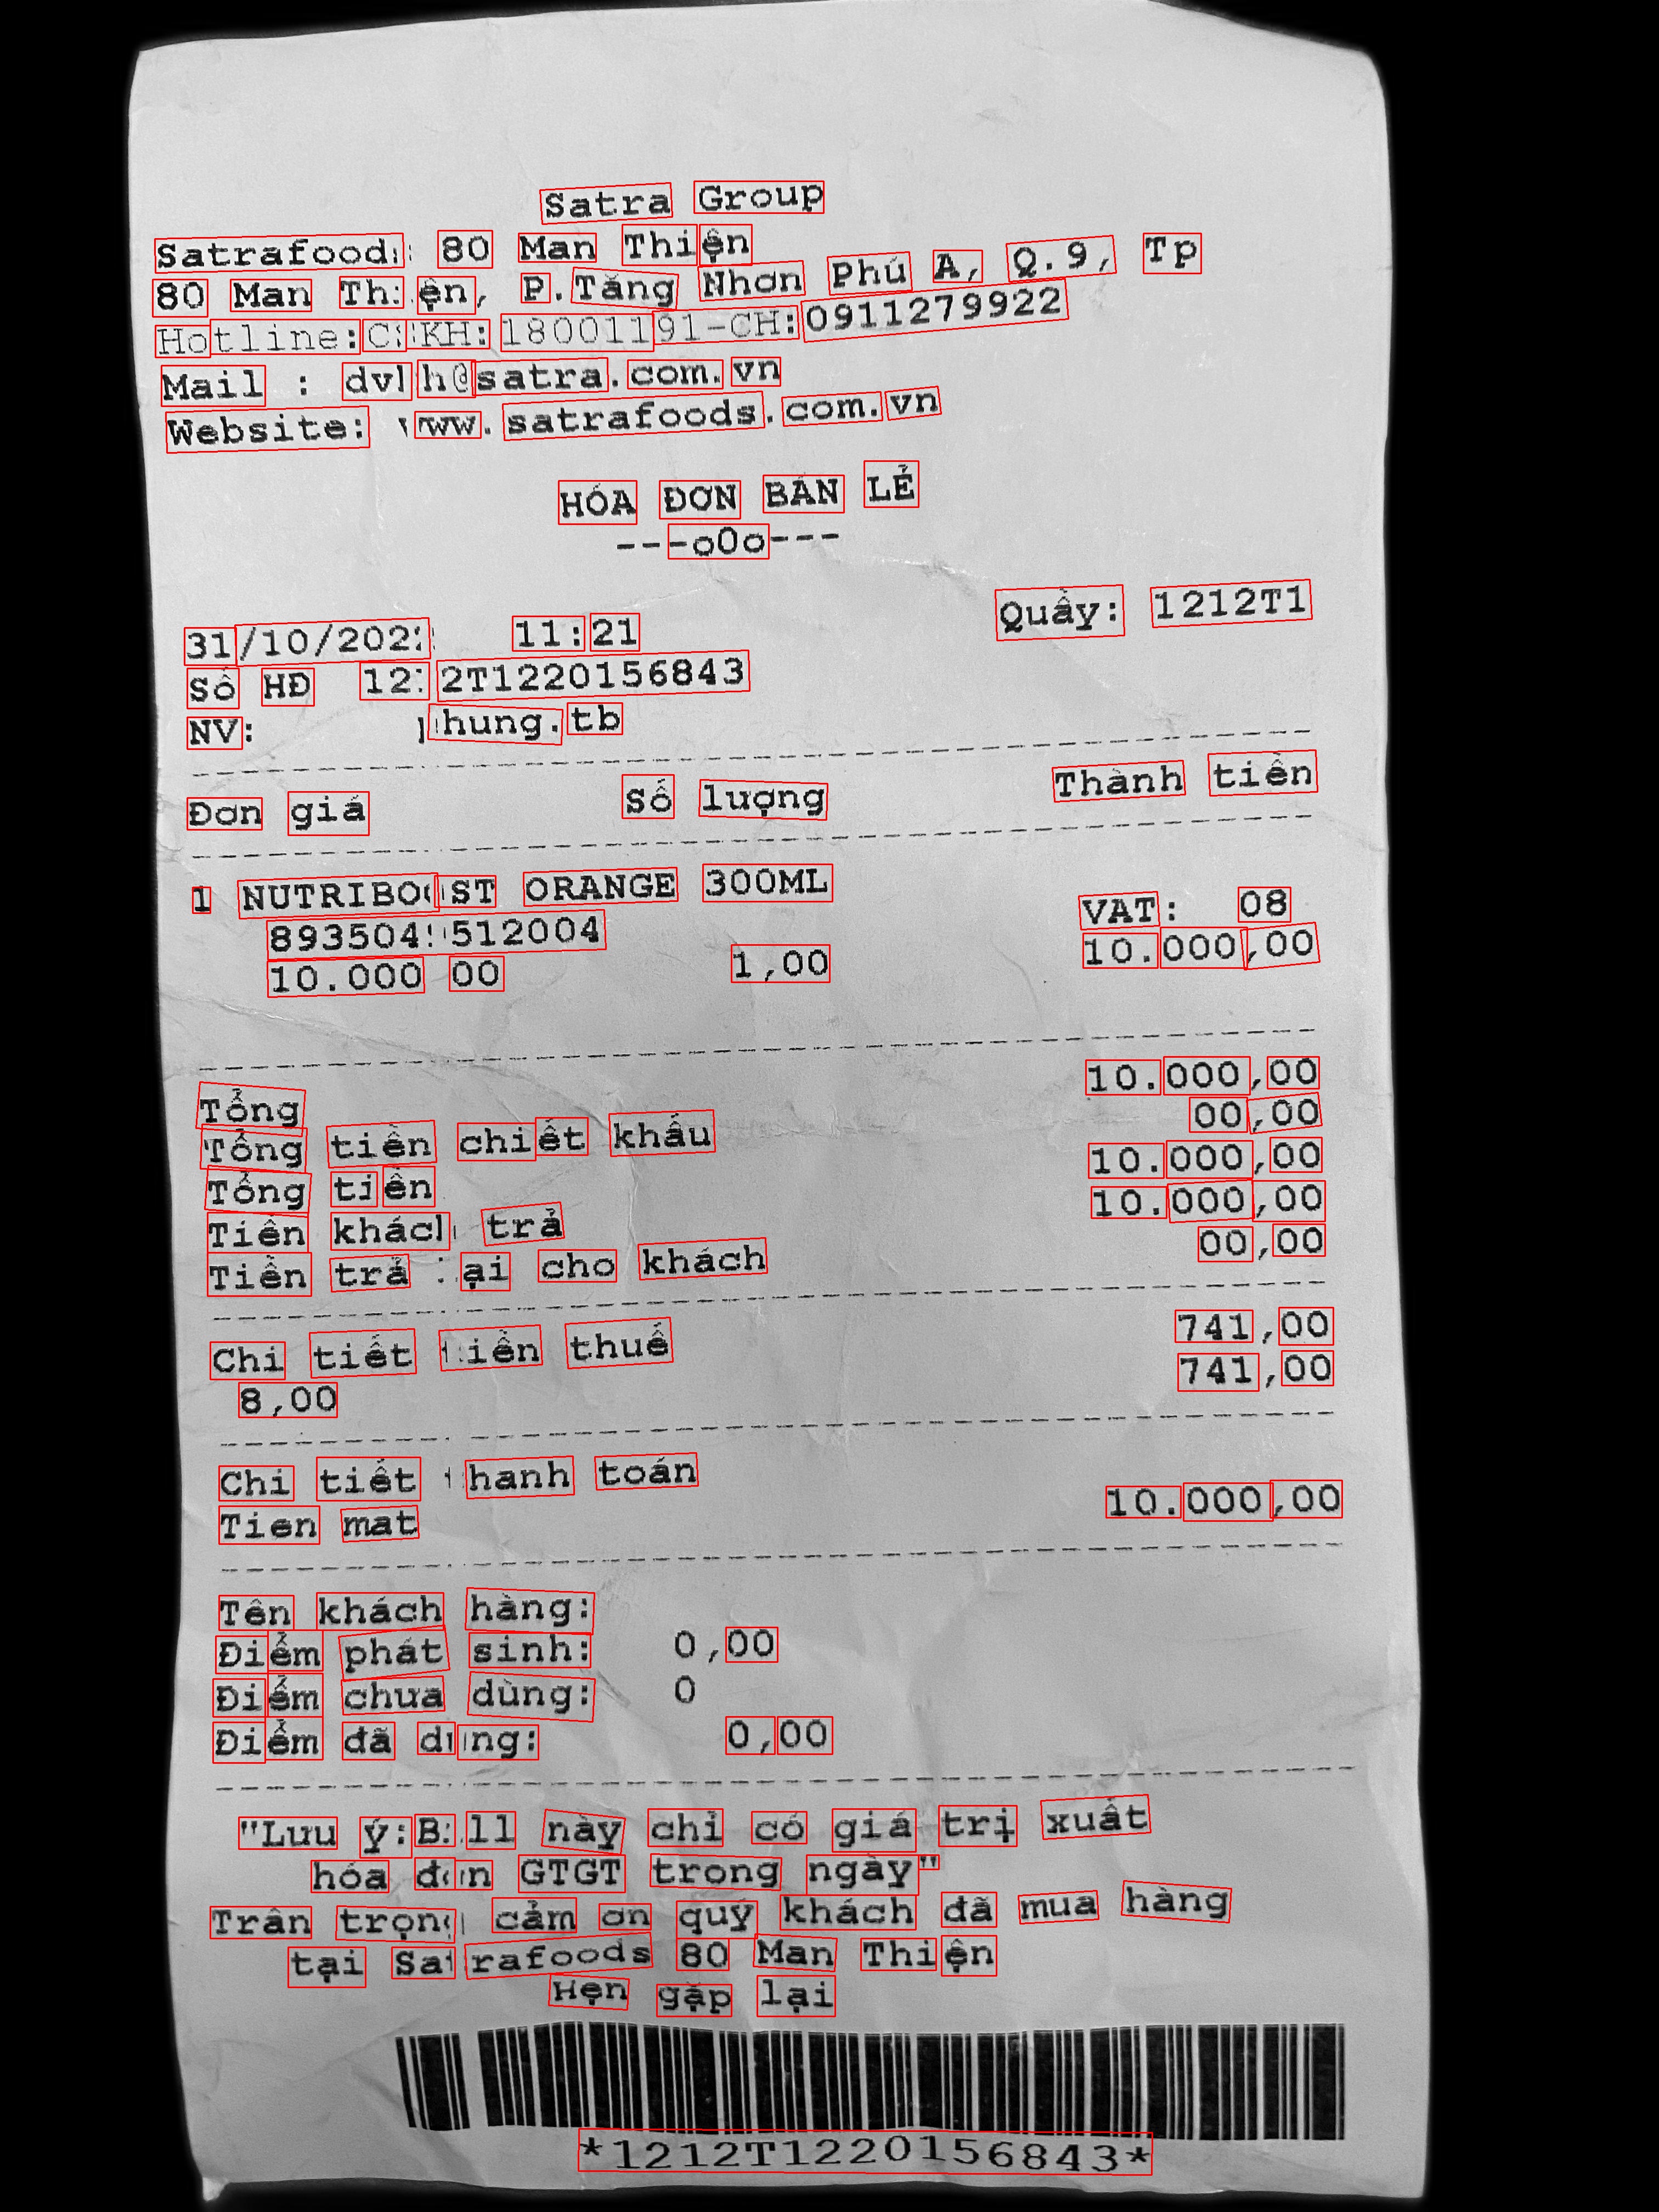 Satra Group
Satrafoods 80 Man Thiện
80 Man Thiện, P.Tăng Nhơn Phú A, Q.9, Tp
Hotline:CSKH:18001191-CH:0911279922
Mail : dvkh@satra.com.vn
Website: www.satrafoods.com.vn
HÓA ĐƠN BÁN LẺ
---oOo---
31/10/2022 11:21 Quầy: 1212T1
Số HĐ 1212T1220156843
NV: phung.tb
Đơn giá Số lượng Thành tiền
1 NUTRIBOOST ORANGE 300ML VAT: 08
8935049512004
10.000,00 1,00 10.000,00
Tổng 10.000,00
Tổng tiền chiết khấu 00,00
Tổng tiền 10.000,00
Tiền khách trả 10.000,00
Tiền trả lại cho khách 00,00
Chi tiết tiền thuế 741,00
8,00 741,00
Chi tiết thanh toán
Tien mat 10.000,00
Tên khách hàng:
Điểm phát sinh: 0,00
Điểm chưa dùng: 0
Điểm đã dùng: 0,00
"Lưu ý:Bill này chỉ có giá trị xuất
hóa đơn GTGT trong ngày"
Trân trọng cảm ơn quý khách đã mua hàng
tại Satrafoods 80 Man Thiện
Hẹn gặp lại
*1212T1220156843*